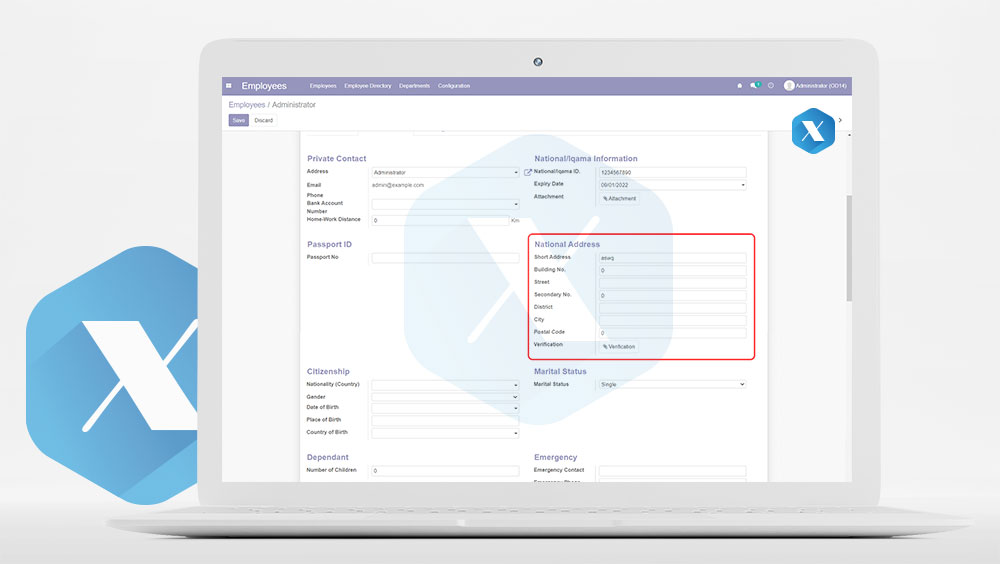 Employees Employees Employee Directory Departments Configuration Administrator (OD14)
Employees / Administrator
Save Discard
Private Contact
Address Administrator
Email admin@example.com
Phone
Bank Account
Number
Home-Work Distance 0 Km
National/Iqama Information
National/Iqama ID. 1234567890
Expiry Date 09/01/2022
Attachment Attachment
Passport ID
Passport No
National Address
Short Address
Building No. 0
Street
Secondary No. 0
District
City
Postal Code 0
Verification Verification
Citizenship
Nationality (Country)
Gender
Date of Birth
Place of Birth
Country of Birth
Marital Status
Marital Status Single
Dependant
Number of Children 0
Emergency
Emergency Contact